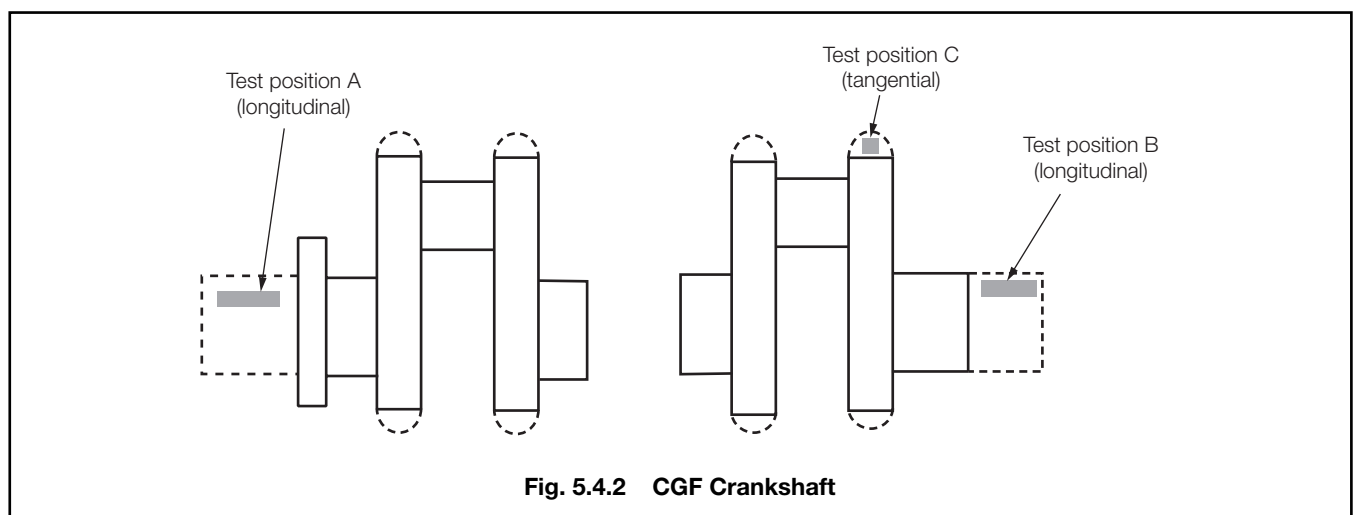 Test position A
(longitudinal)
Test position C
(tangential)
Test position B
(longitudinal)
Fig. 5.4.2 CGF Crankshaft